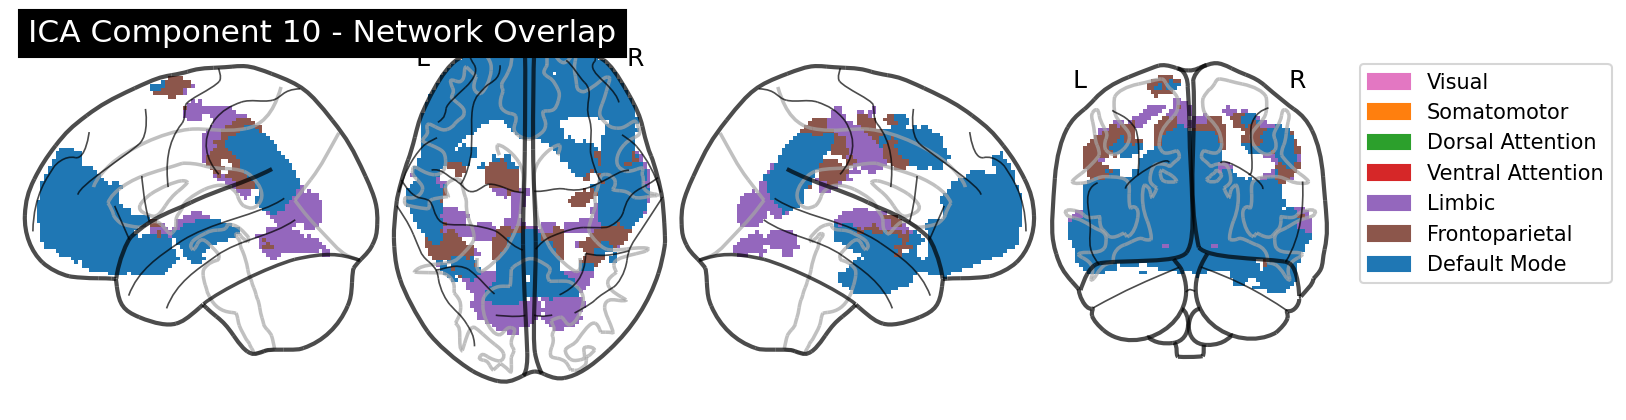 ICA Component 10 - Network Overlap
L
R
L
R
Visual
Somatomotor
Dorsal Attention
Ventral Attention
Limbic
Frontoparietal
Default Mode